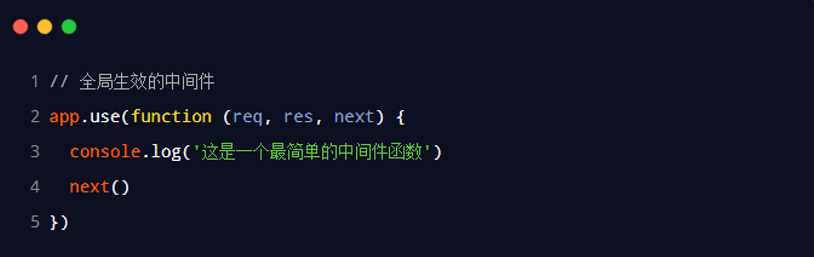 1 // 全局生效的中间件
2 app.use(function (req, res, next) {
3   console.log('这是一个最简单的中间件函数')
4   next()
5 })